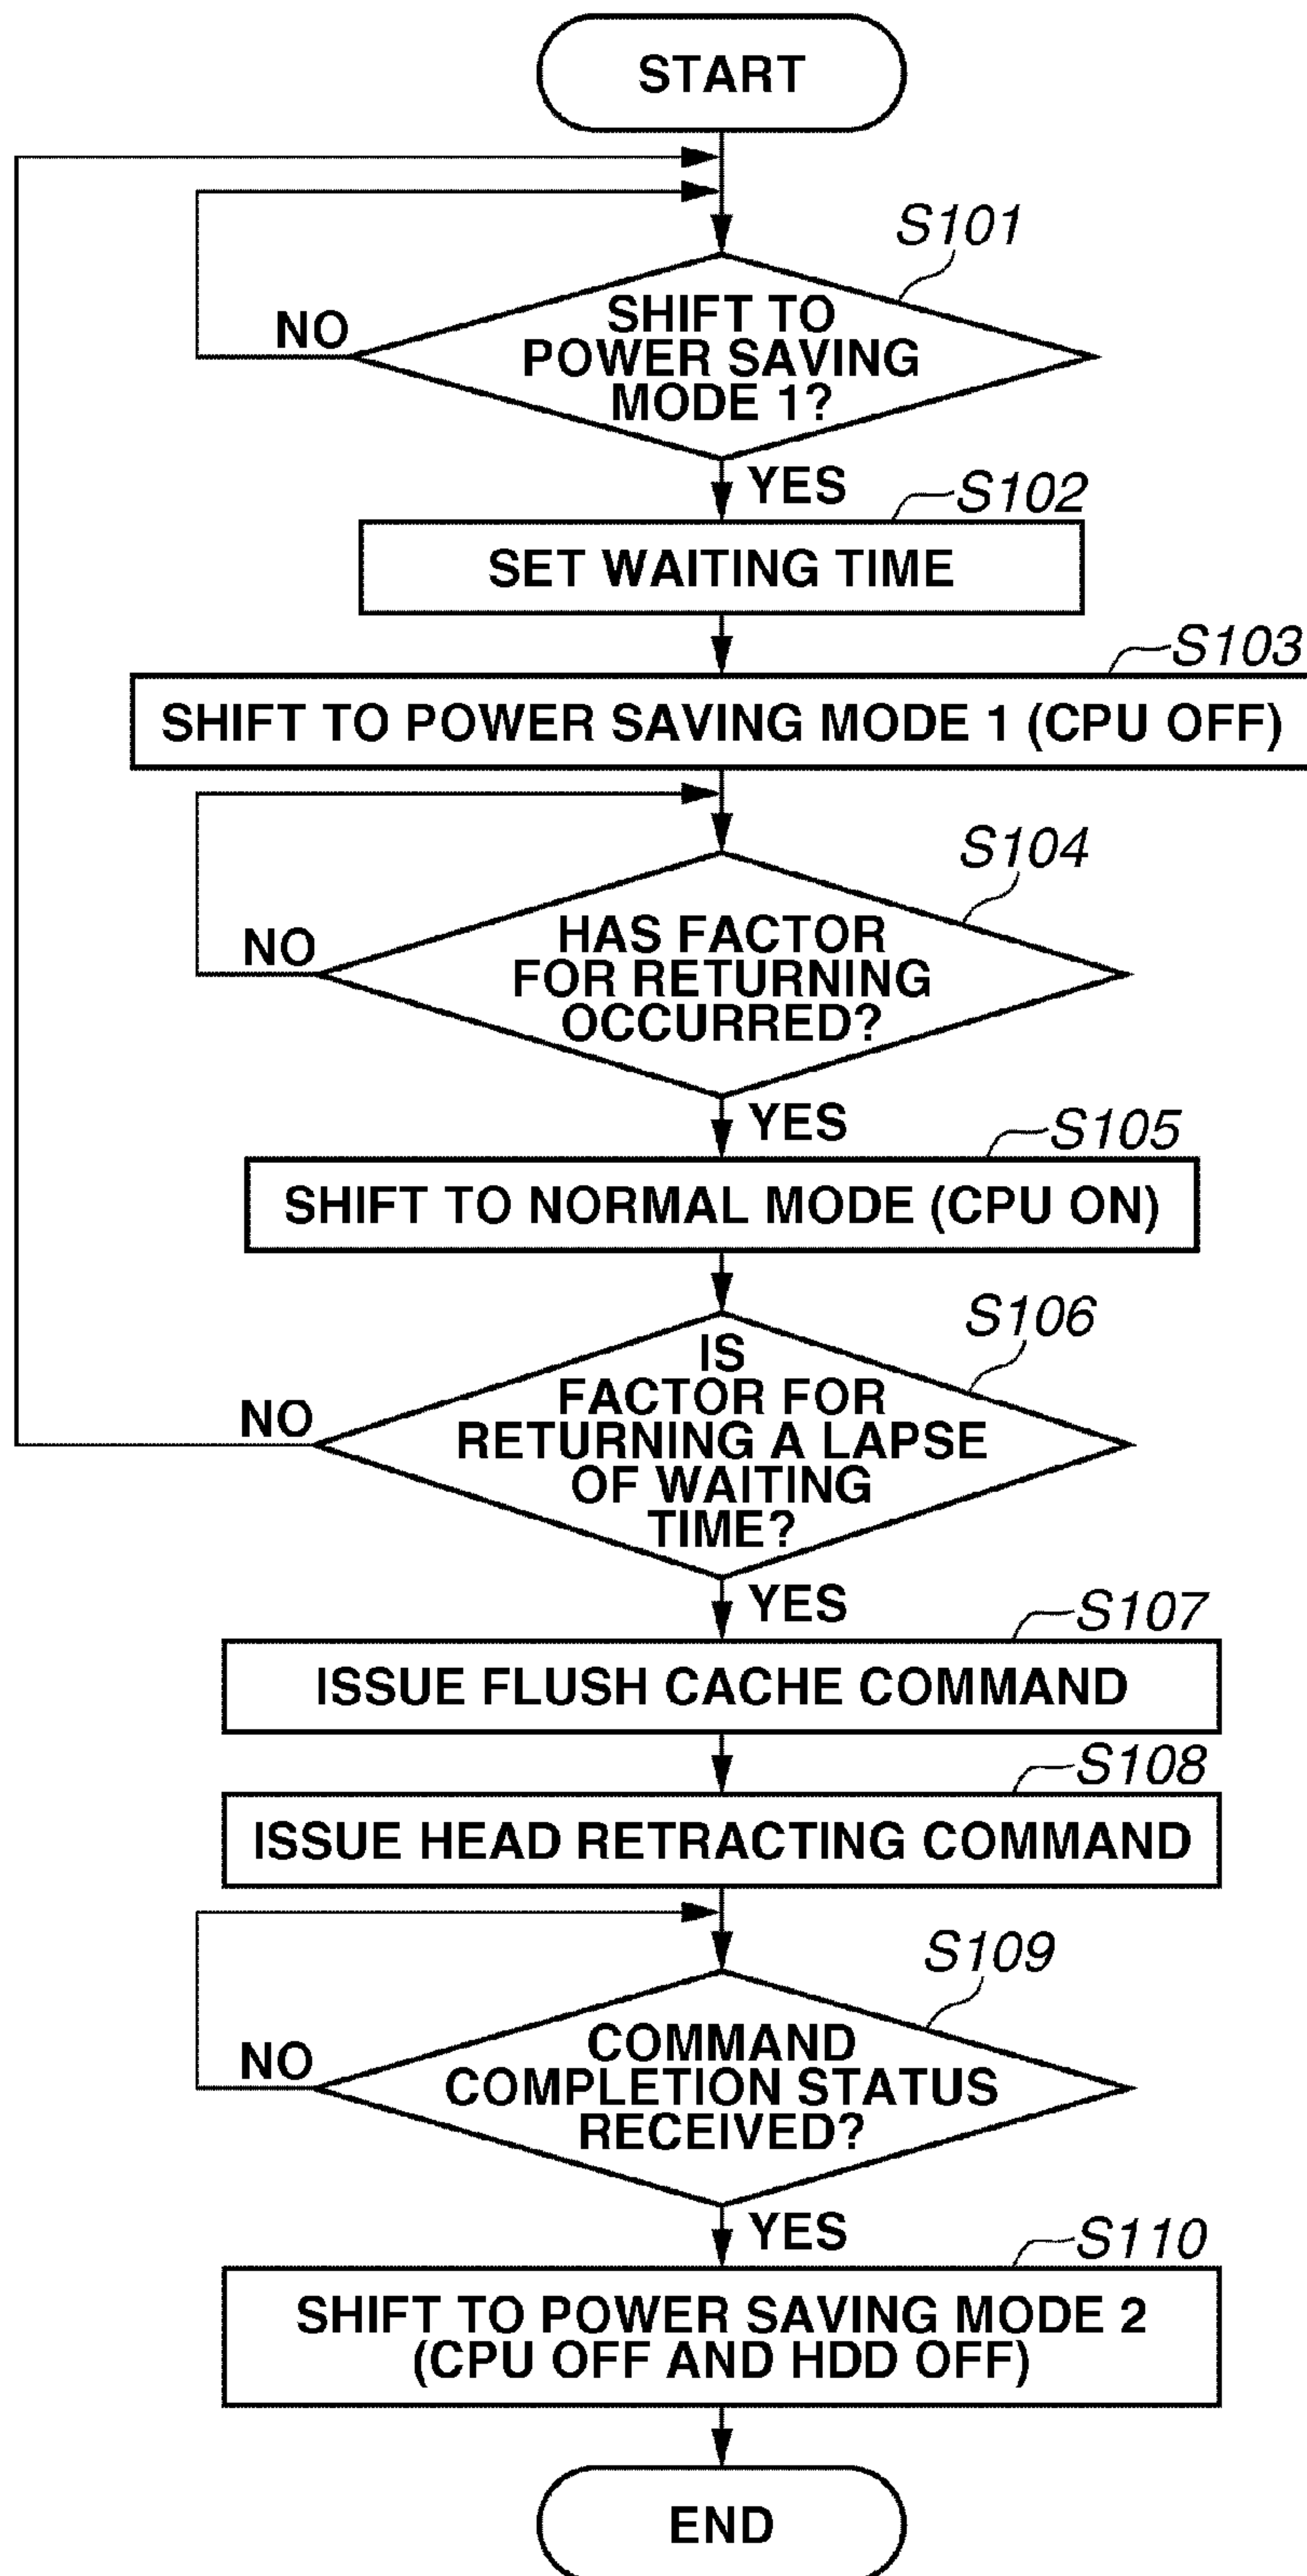 START
S101
SHIFT TO
POWER SAVING
MODE 1?
NO
YES
S102
SET WAITING TIME
S103
SHIFT TO POWER SAVING MODE 1 (CPU OFF)
S104
HAS FACTOR
FOR RETURNING
OCCURRED?
NO
YES
S105
SHIFT TO NORMAL MODE (CPU ON)
S106
IS
FACTOR FOR
RETURNING A LAPSE
OF WAITING
TIME?
NO
YES
S107
ISSUE FLUSH CACHE COMMAND
S108
ISSUE HEAD RETRACTING COMMAND
S109
COMMAND
COMPLETION STATUS
RECEIVED?
NO
YES
S110
SHIFT TO POWER SAVING MODE 2
(CPU OFF AND HDD OFF)
END